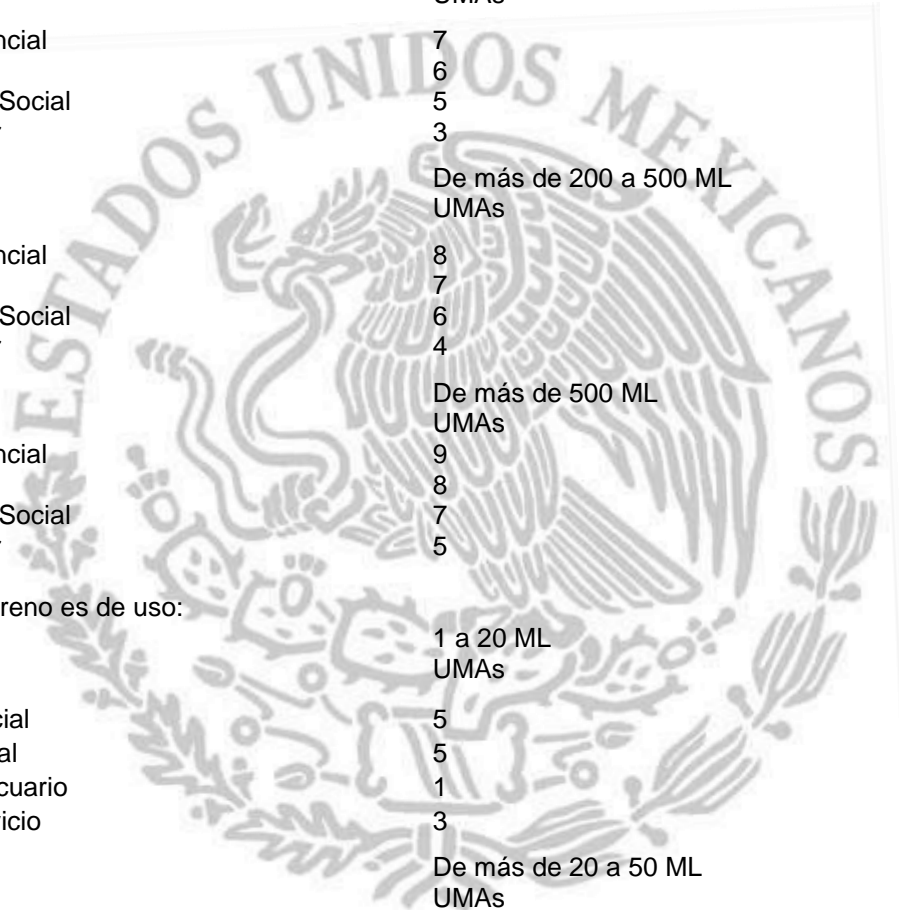 UMAs
ncial 7
6
Social 5
3
De más de 200 a 500 ML
UMAs
ncial 8
7
Social 6
4
De más de 500 ML
UMAs
ncial 9
8
Social 7
5
reno es de uso:
1 a 20 ML
UMAs
cial 5
al 5
cuario 1
vicio 3
De más de 20 a 50 ML
UMAs
ESTADOS UNIDOS MEXICANOS